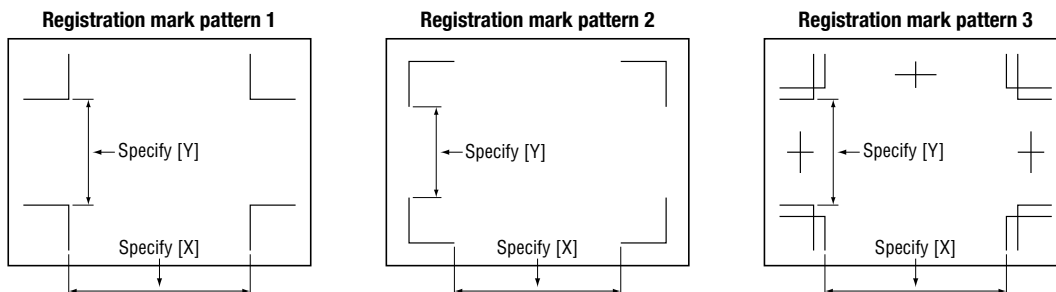 Registration mark pattern 1
Registration mark pattern 2
Registration mark pattern 3
Specify [Y]
Specify [Y]
Specify [Y]
Specify [X]
Specify [X]
Specify [X]